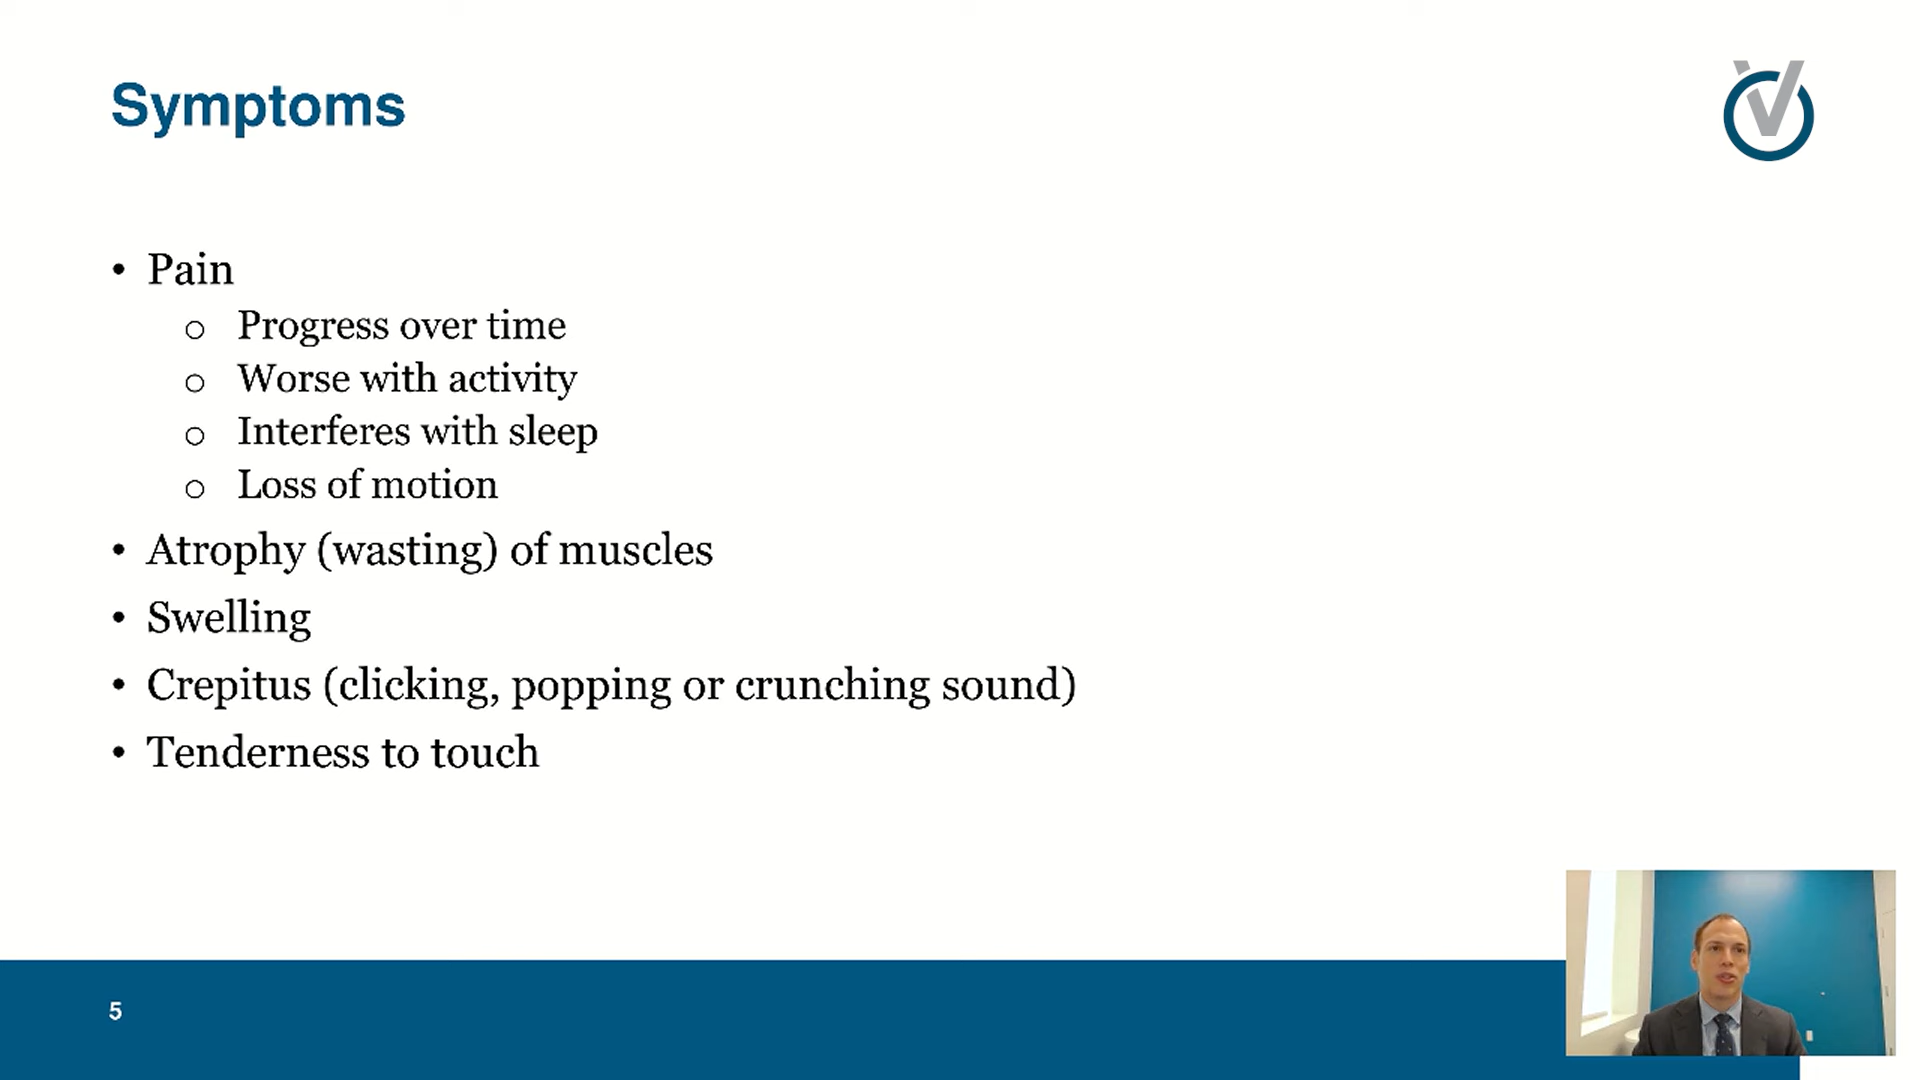 Symptoms
• Pain
o Progress over time
o Worse with activity
o Interferes with sleep
o Loss of motion
• Atrophy (wasting) of muscles
• Swelling
• Crepitus (clicking, popping or crunching sound)
• Tenderness to touch
5